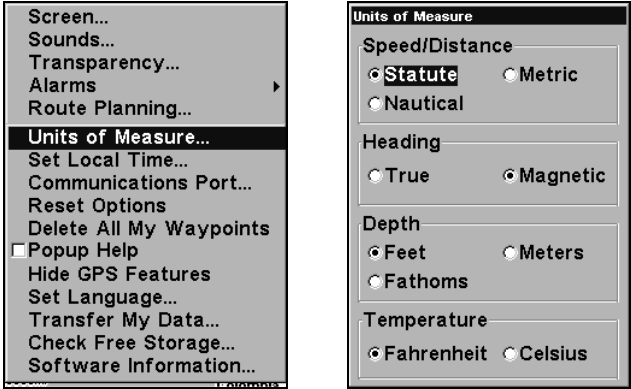 Screen...
Sounds...
Transparency...
Alarms
Route Planning...
Units of Measure...
Set Local Time...
Communications Port...
Reset Options
Delete All My Waypoints
Popup Help
Hide GPS Features
Set Language...
Transfer My Data...
Check Free Storage...
Software Information...
Units of Measure
Speed/Distance
Statute Metric
Nautical
Heading
True Magnetic
Depth
Feet Meters
Fathoms
Temperature
Fahrenheit Celsius